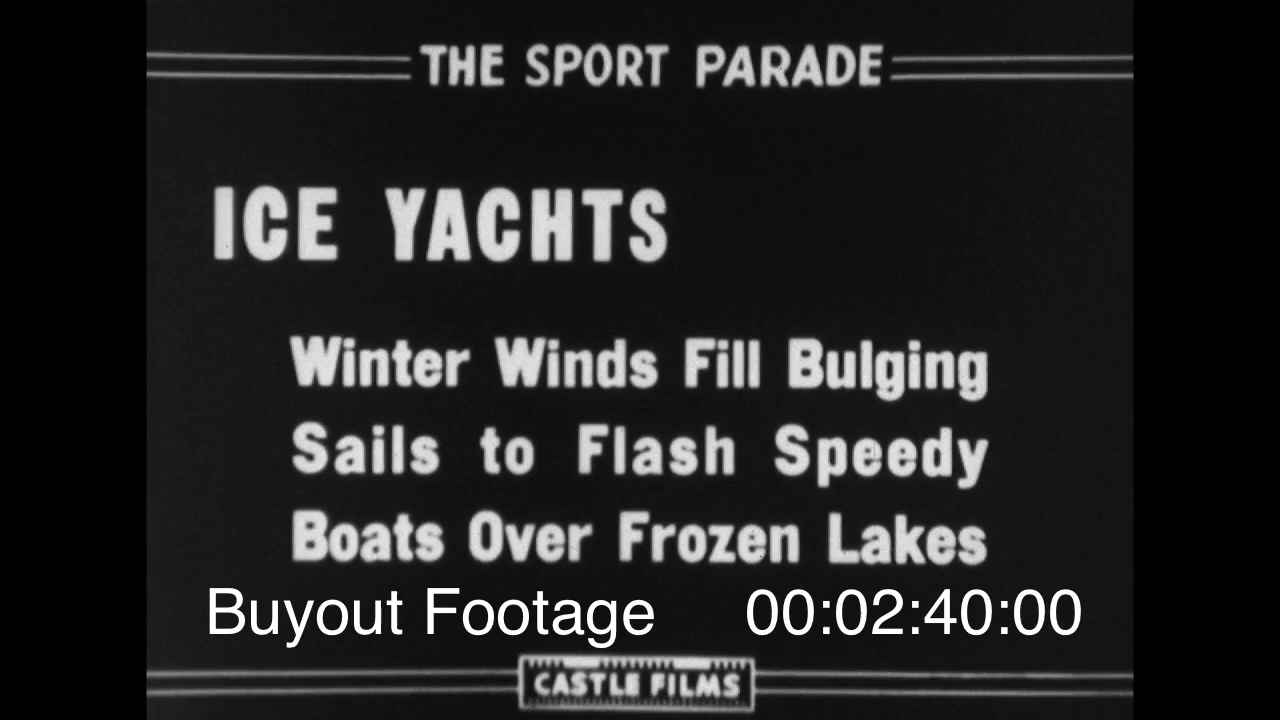 THE SPORT PARADE
ICE YACHTS
Winter Winds Fill Bulging
Sails to Flash Speedy
Boats Over Frozen Lakes
Buyout Footage 00:02:40:00
CASTLE FILMS